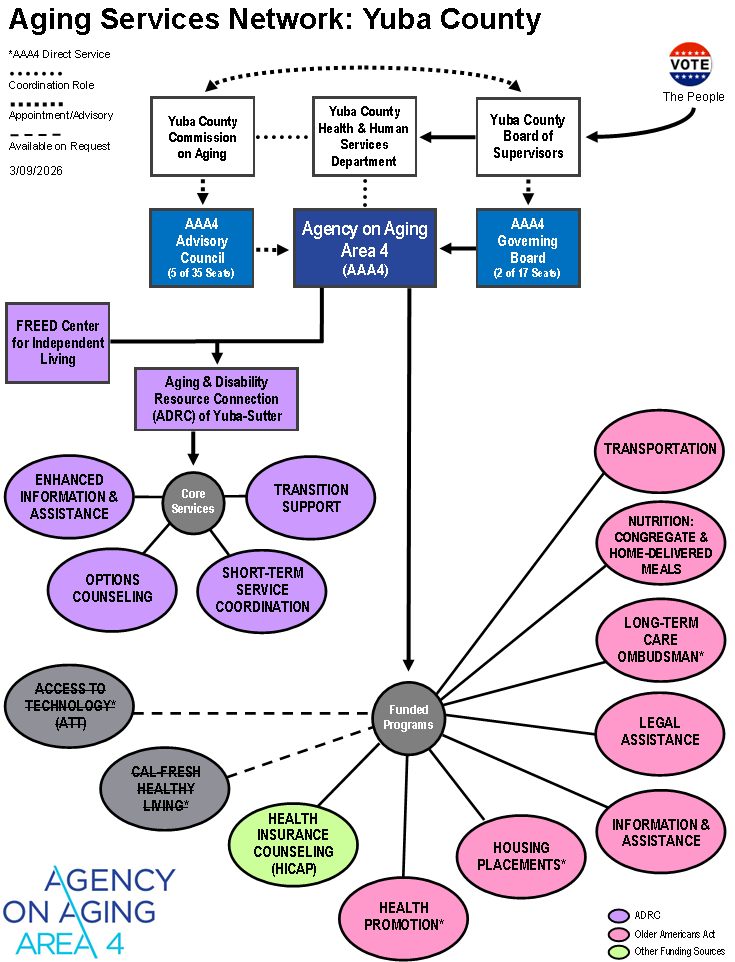 Aging Services Network: Yuba County
*AAA4 Direct Service
Coordination Role
Appointment/Advisory
Available on Request
3/09/2026
VOTE
The People
Yuba County
Commission
on Aging
Yuba County
Health & Human
Services
Department
Yuba County
Board of
Supervisors
AAA4
Advisory
Council
(5 of 35 Seats)
Agency on Aging
Area 4
(AAA4)
AAA4
Governing
Board
(2 of 17 Seats)
FREED Center
for Independent
Living
Aging & Disability
Resource Connection
(ADRC) of Yuba-Sutter
Core
Services
ENHANCED
INFORMATION &
ASSISTANCE
TRANSITION
SUPPORT
OPTIONS
COUNSELING
SHORT-TERM
SERVICE
COORDINATION
TRANSPORTATION
NUTRITION:
CONGREGATE &
HOME-DELIVERED
MEALS
LONG-TERM
CARE
OMBUDSMAN*
LEGAL
ASSISTANCE
INFORMATION &
ASSISTANCE
Funded
Programs
ACCESS TO
TECHNOLOGY*
(ATT)
CAL-FRESH
HEALTHY
LIVING*
HEALTH
INSURANCE
COUNSELING
(HICAP)
HOUSING
PLACEMENTS*
HEALTH
PROMOTION*
AGENCY
ON AGING
AREA 4
ADRC
Older Americans Act
Other Funding Sources